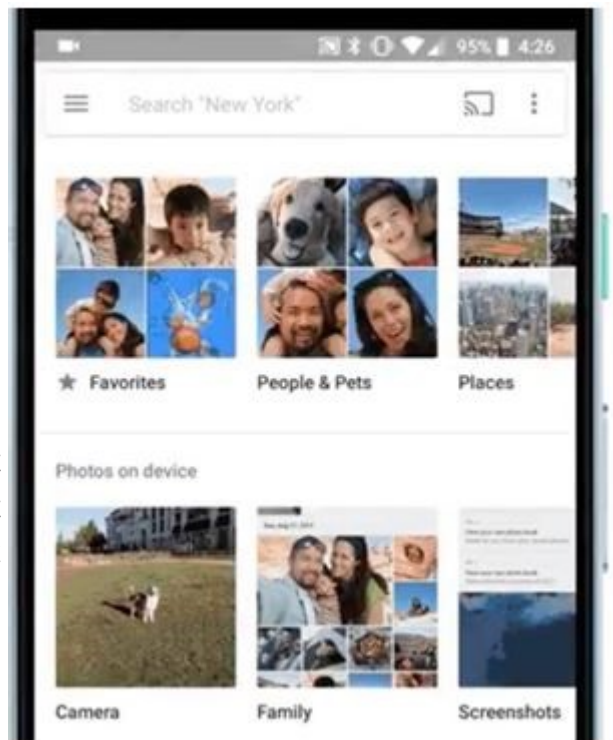 95% 4:26
Search "New York"
Favorites
People & Pets
Places
Photos on device
Camera
Family
Screenshots